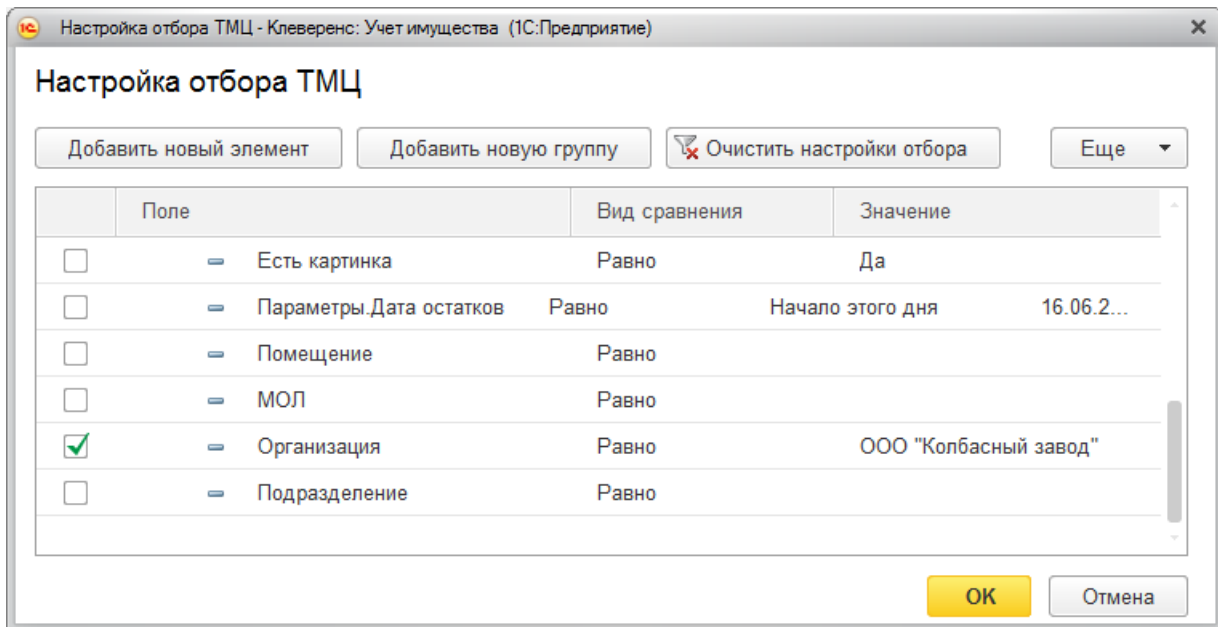 1С Настройка отбора ТМЦ - Клеверенс: Учет имущества (1С:Предприятие)
Настройка отбора ТМЦ
Добавить новый элемент Добавить новую группу Очистить настройки отбора Еще
Поле Вид сравнения Значение
Есть картинка Равно Да
Параметры.Дата остатков Равно Начало этого дня 16.06.2...
Помещение Равно
МОЛ Равно
Организация Равно ООО "Колбасный завод"
Подразделение Равно
OK Отмена